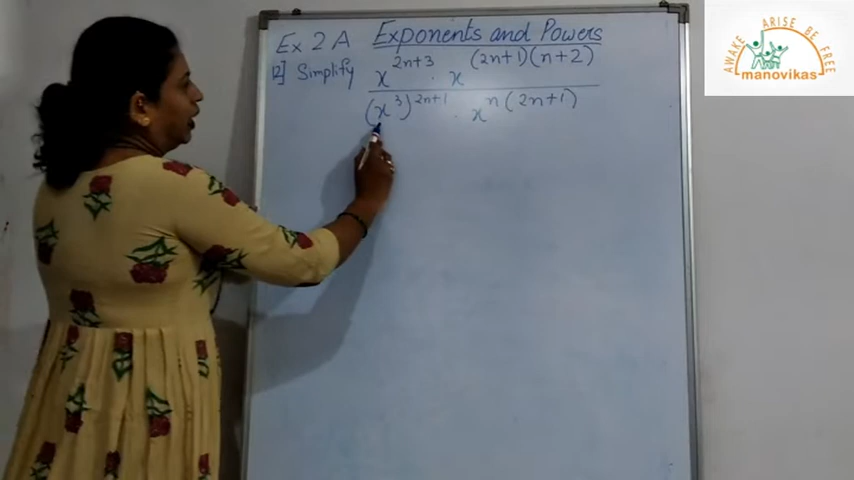 Ex 2 A Exponents and Powers
12] Simplify x^{2n+3} . x^{(2n+1)(n+2)}
(x^3)^{2n+1} . x^{n(2n+1)}
AWAKE ARISE BE FREE
manovikas